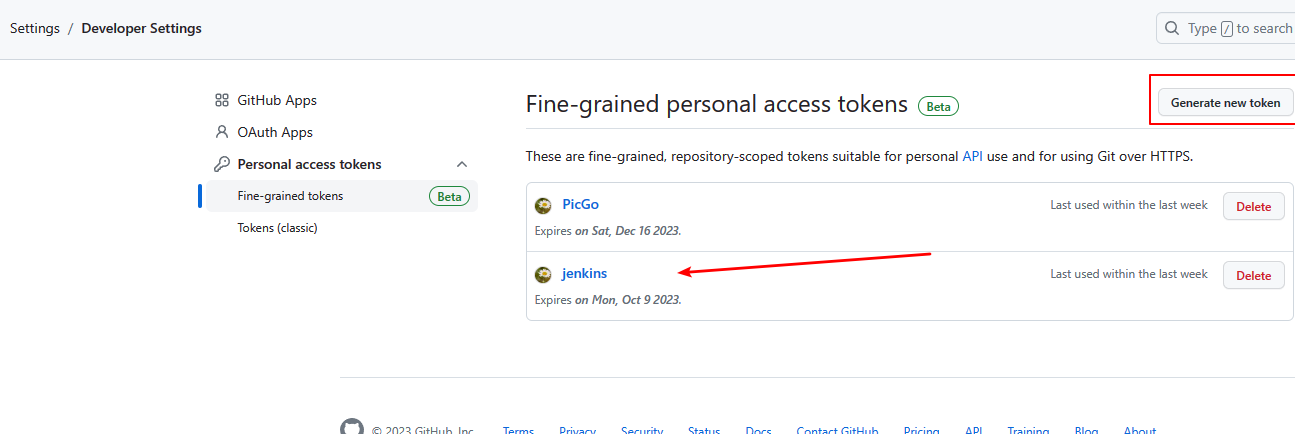 Settings / Developer Settings
Type / to search
GitHub Apps
OAuth Apps
Personal access tokens
Fine-grained tokens Beta
Tokens (classic)
Fine-grained personal access tokens Beta
Generate new token
These are fine-grained, repository-scoped tokens suitable for personal API use and for using Git over HTTPS.
PicGo
Last used within the last week
Delete
Expires on Sat, Dec 16 2023.
jenkins
Last used within the last week
Delete
Expires on Mon, Oct 9 2023.
© 2023 GitHub, Inc. Terms Privacy Security Status Docs Contact GitHub Pricing API Training Blog About